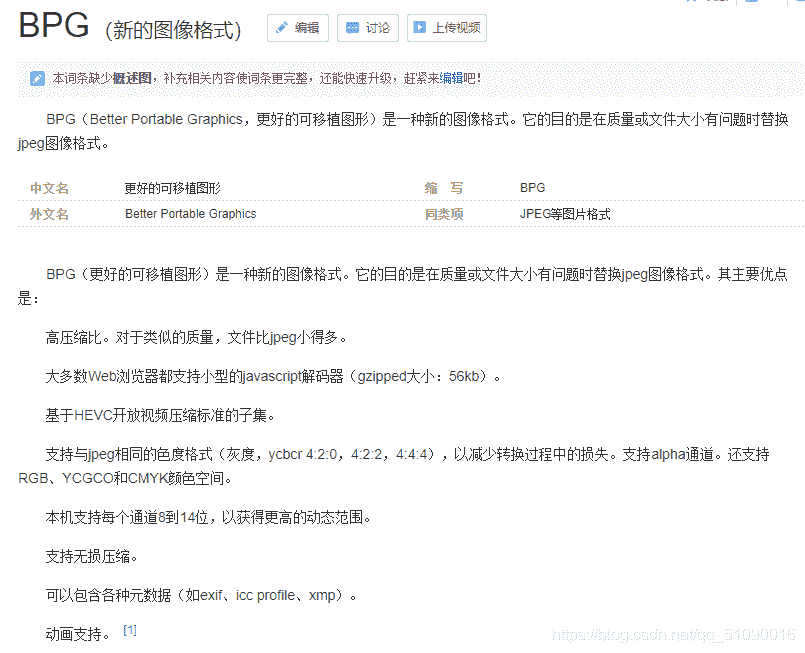 BPG （新的图像格式） 编辑 讨论 上传视频
本词条缺少概述图，补充相关内容使词条更完整，还能快速升级，赶紧来编辑吧！
BPG（Better Portable Graphics，更好的可移植图形）是一种新的图像格式。它的目的是在质量或文件大小有问题时替换
jpeg图像格式。
中文名 更好的可移植图形 缩 写 BPG
外文名 Better Portable Graphics 同类项 JPEG等图片格式
BPG（更好的可移植图形）是一种新的图像格式。它的目的是在质量或文件大小有问题时替换jpeg图像格式。其主要优点
是：
高压缩比。对于类似的质量，文件比jpeg小得多。
大多数Web浏览器都支持小型的javascript解码器（gzipped大小：56kb）。
基于HEVC开放视频压缩标准的子集。
支持与jpeg相同的色度格式（灰度，ycbcr 4:2:0，4:2:2，4:4:4），以减少转换过程中的损失。支持alpha通道。还支持
RGB、YCGCO和CMYK颜色空间。
本机支持每个通道8到14位，以获得更高的动态范围。
支持无损压缩。
可以包含各种元数据（如exif、icc profile、xmp）。
动画支持。 [1]
https://blog.csdn.net/qq_51090016